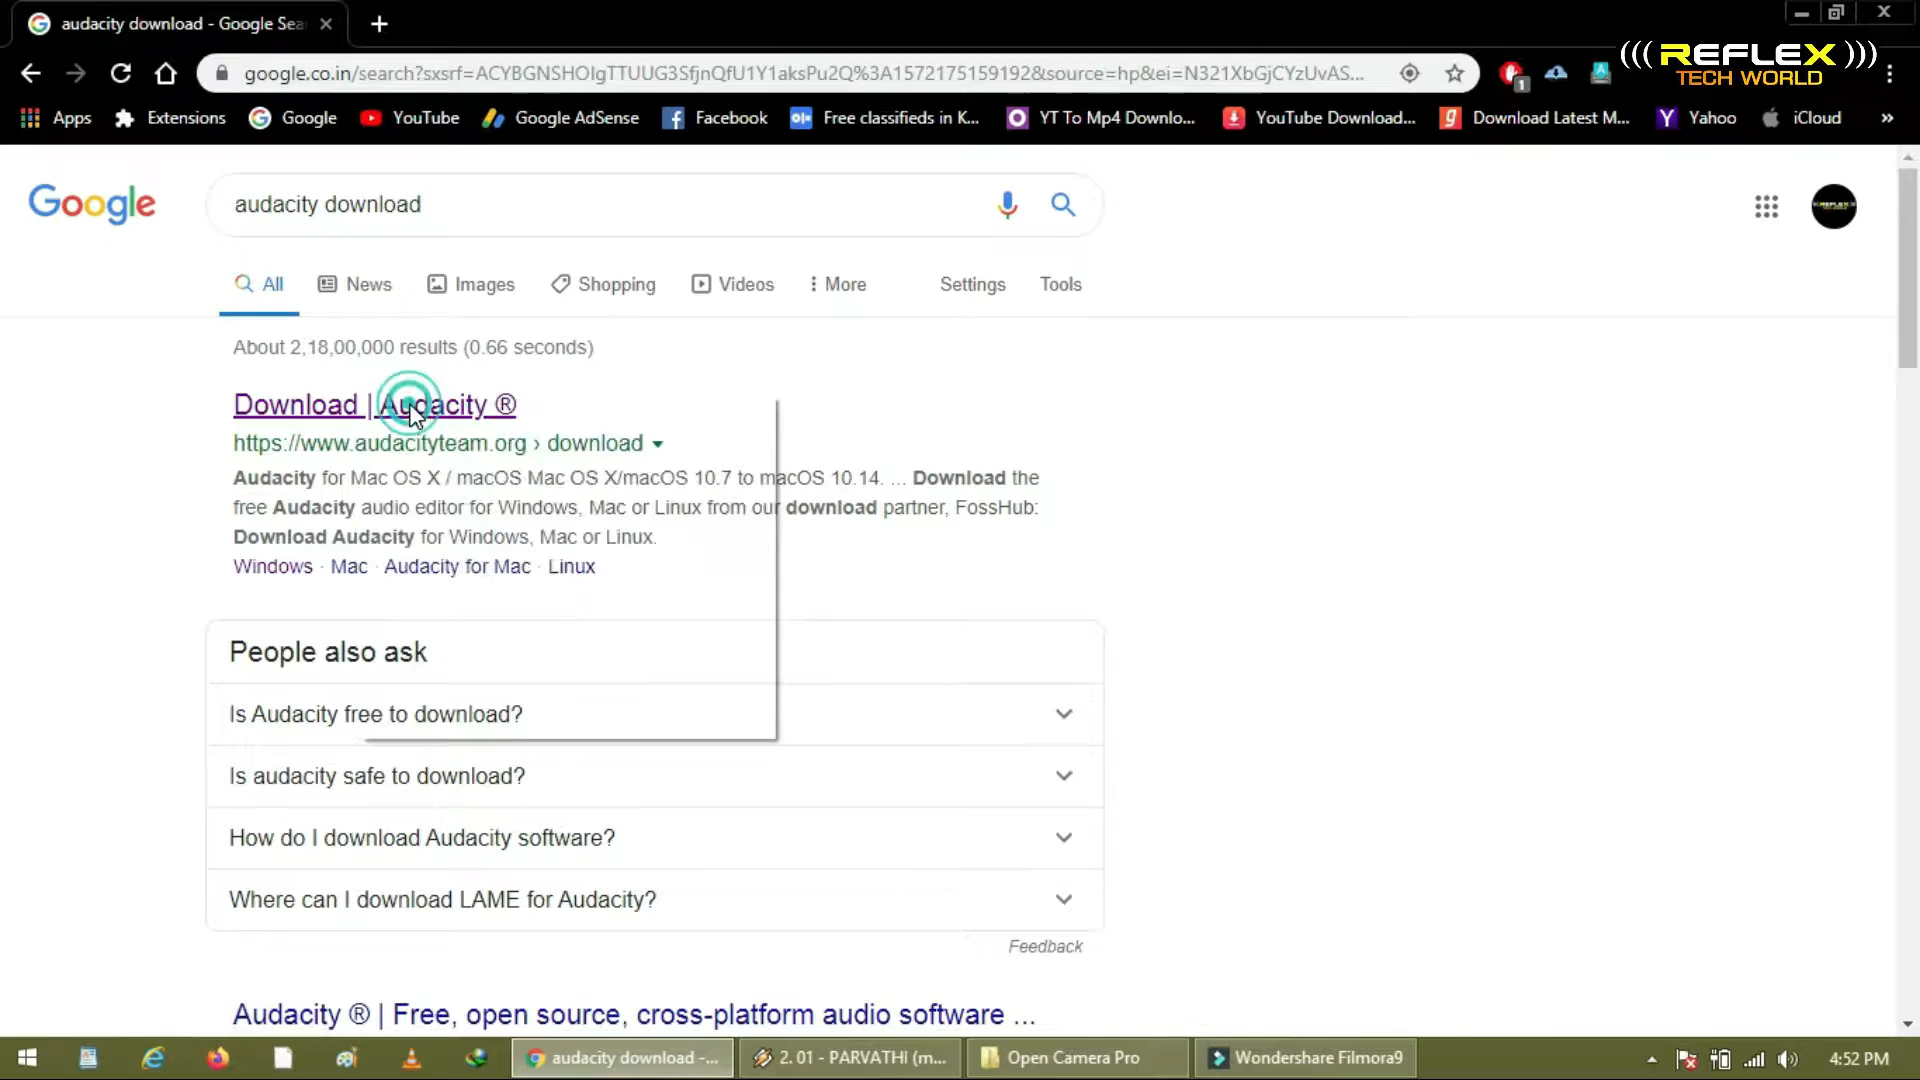 audacity download - Google Sea
((( REFLEX )))
TECH WORLD
google.co.in/search?sxsrf=ACYBGNSHOIgTTUUG3SfjnQfU1Y1aksPu2Q%3A1572175159192&source=hp&ei=N321XbGjCYzUvAS...
1
Apps Extensions Google YouTube Google AdSense Facebook Free classifieds in K... YT To Mp4 Downlo... YouTube Download... Download Latest M... Yahoo iCloud »
Google
audacity download
All News Images Shopping Videos More Settings Tools
About 2,18,00,000 results (0.66 seconds)
Download | Audacity ®
https://www.audacityteam.org › download
Audacity for Mac OS X / macOS Mac OS X/macOS 10.7 to macOS 10.14. ... Download the
free Audacity audio editor for Windows, Mac or Linux from our download partner, FossHub:
Download Audacity for Windows, Mac or Linux.
Windows · Mac · Audacity for Mac · Linux
People also ask
Is Audacity free to download?
Is audacity safe to download?
How do I download Audacity software?
Where can I download LAME for Audacity?
Feedback
Audacity ® | Free, open source, cross-platform audio software ...
audacity download -... 2. 01 - PARVATHI (m... Open Camera Pro Wondershare Filmora9 4:52 PM